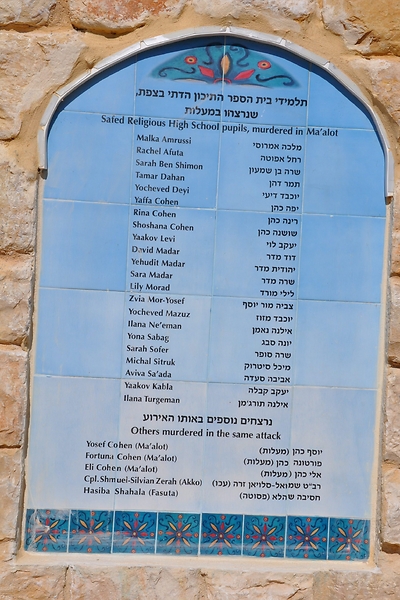 תלמידי בית הספר התיכון הדתי בצפת,
שנרצחו במעלות
Safed Religious High School pupils, murdered in Ma'alot
Malka Amrussi מלכה אמרוסי
Rachel Afuta רחל אפוטה
Sarah Ben Shimon שרה בן שמעון
Tamar Dahan תמר דהן
Yocheved Deyi יוכבד דיעי
Yaffa Cohen יפה כהן
Rina Cohen רינה כהן
Shoshana Cohen שושנה כהן
Yaakov Levi יעקב לוי
David Madar דוד מדר
Yehudit Madar יהודית מדר
Sara Madar שרה מדר
Lily Morad לילי מורד
Zvia Mor-Yosef צביה מור יוסף
Yocheved Mazuz יוכבד מזוז
Ilana Ne'eman אילנה נאמן
Yona Sabag יונה סבג
Sarah Sofer שרה סופר
Michal Sitruk מיכל סיטרוק
Aviva Sa'ada אביבה סעדה
Yaakov Kabla יעקב קבלה
Ilana Turgeman אילנה תורג'מן
נרצחים נוספים באותו האירוע
Others murdered in the same attack
Yosef Cohen (Ma'alot) יוסף כהן (מעלות)
Fortuna Cohen (Ma'alot) פורטונה כהן (מעלות)
Eli Cohen (Ma'alot) אלי כהן (מעלות)
Cpl. Shmuel-Silvian Zerah (Akko) רב"ט שמואל-סלויאן זרה (עכו)
Hasiba Shahala (Fasuta) חסיבה שהלא (פסוטה)